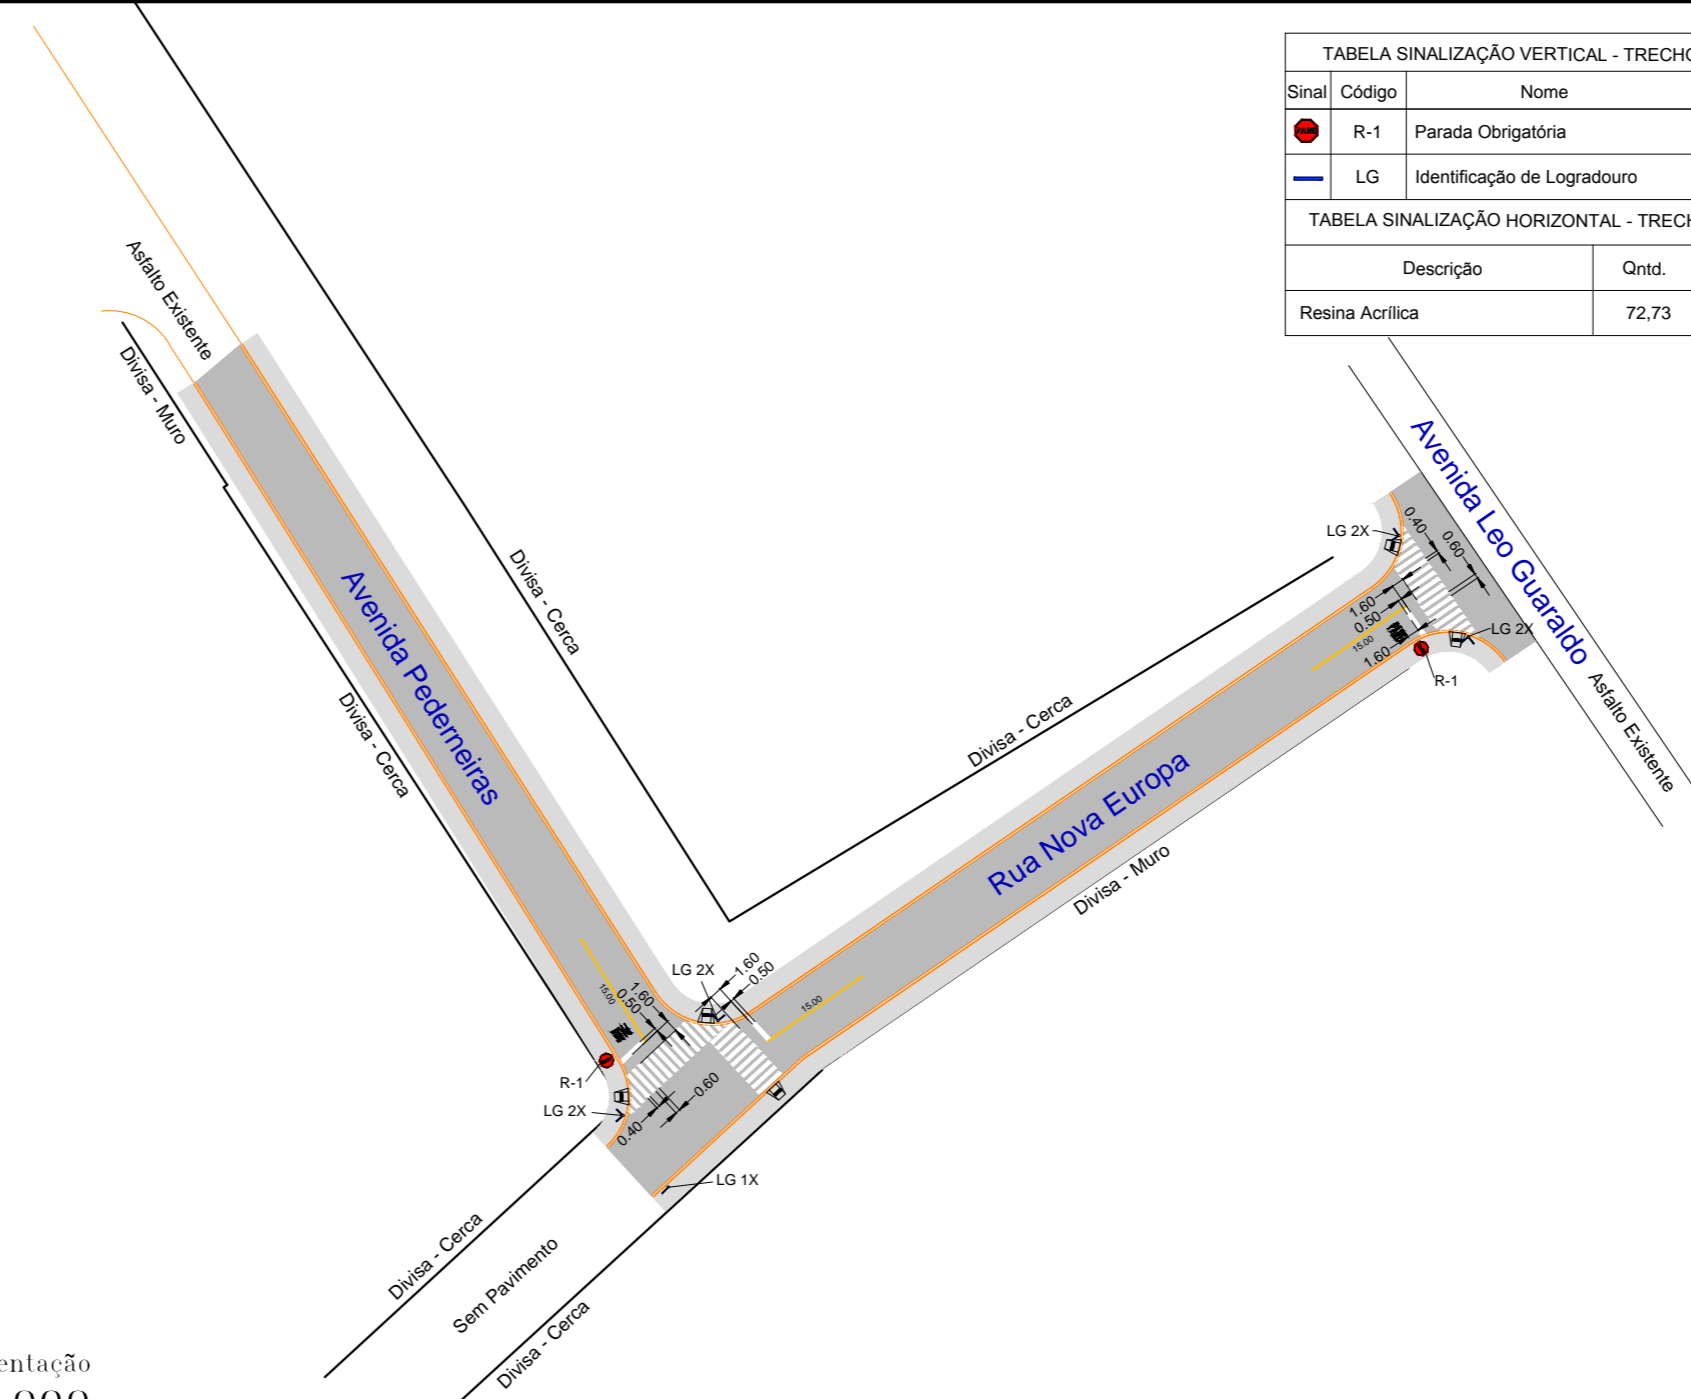 TABELA SINALIZAÇÃO VERTICAL - TRECHO
Sinal Código Nome
PARE R-1 Parada Obrigatória
LG Identificação de Logradouro
TABELA SINALIZAÇÃO HORIZONTAL - TRECH
Descrição Qntd.
Resina Acrílica 72,73
Asfalto Existente
Divisa - Muro
Avenida Pederneiras
Divisa - Cerca
Divisa - Cerca
Avenida Leo Guaraldo
Asfalto Existente
LG 2X
0.40
0.60
1.60
0.50
15.00
1.60
LG 2X
R-1
Divisa - Cerca
Rua Nova Europa
Divisa - Muro
LG 2X
1.60
0.50
15.00
1.60
0.50
15.00
R-1
LG 2X
0.40
0.60
LG 1X
Divisa - Cerca
Sem Pavimento
Divisa - Cerca
entação